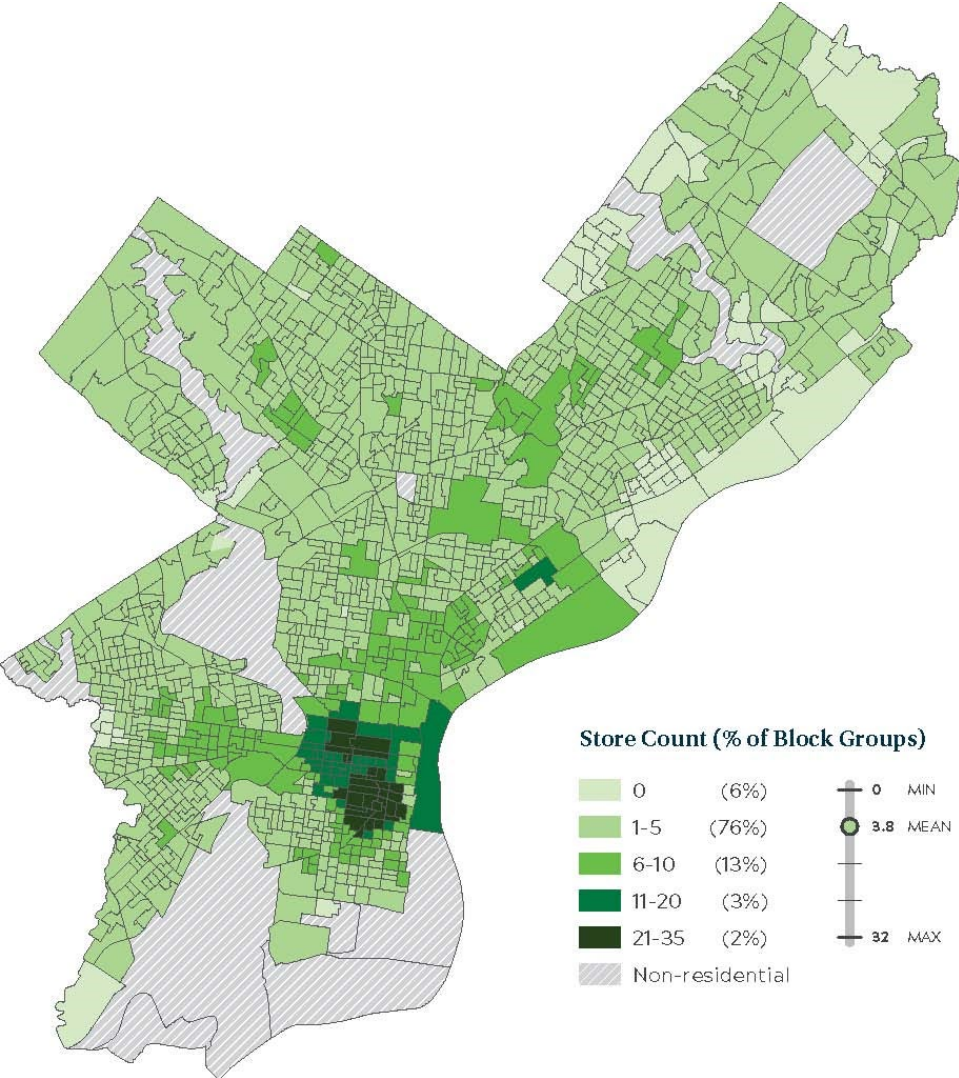 Store Count (% of Block Groups)
0 (6%)
1-5 (76%)
6-10 (13%)
11-20 (3%)
21-35 (2%)
Non-residential
0 MIN
3.8 MEAN
32 MAX